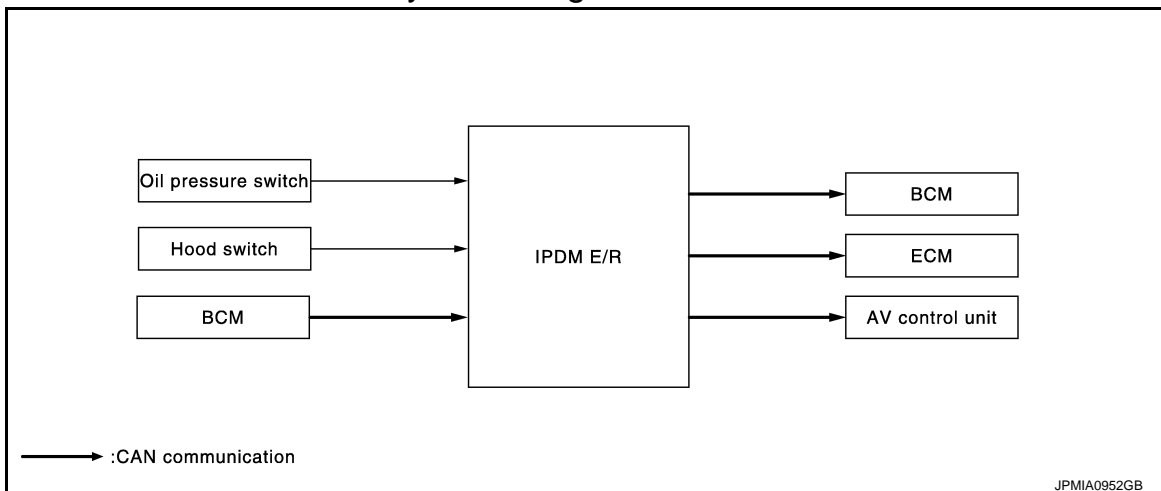 Oil pressure switch
Hood switch
BCM
IPDM E/R
BCM
ECM
AV control unit
:CAN communication
JPMIA0952GB